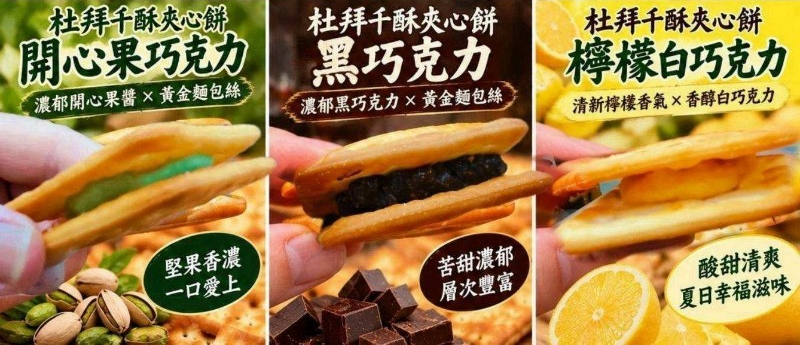 杜拜千酥夾心餅
開心果巧克力
濃郁開心果醬 × 黃金麵包絲
堅果香濃
一口愛上
杜拜千酥夾心餅
黑巧克力
濃郁黑巧克力 × 黃金麵包絲
苦甜濃郁
層次豐富
杜拜千酥夾心餅
檸檬白巧克力
清新檸檬香氣 × 香醇白巧克力
酸甜清爽
夏日幸福滋味